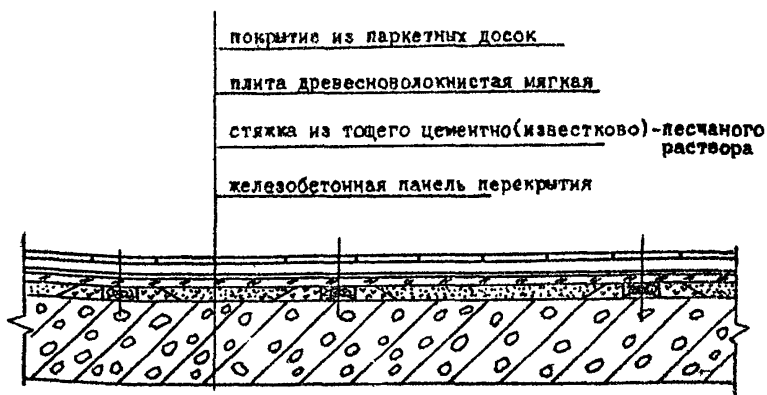 покрытие из паркетных досок
плита древесноволокнистая мягкая
стяжка из тощего цементно(известково)-песчаного
раствора
железобетонная панель перекрытия